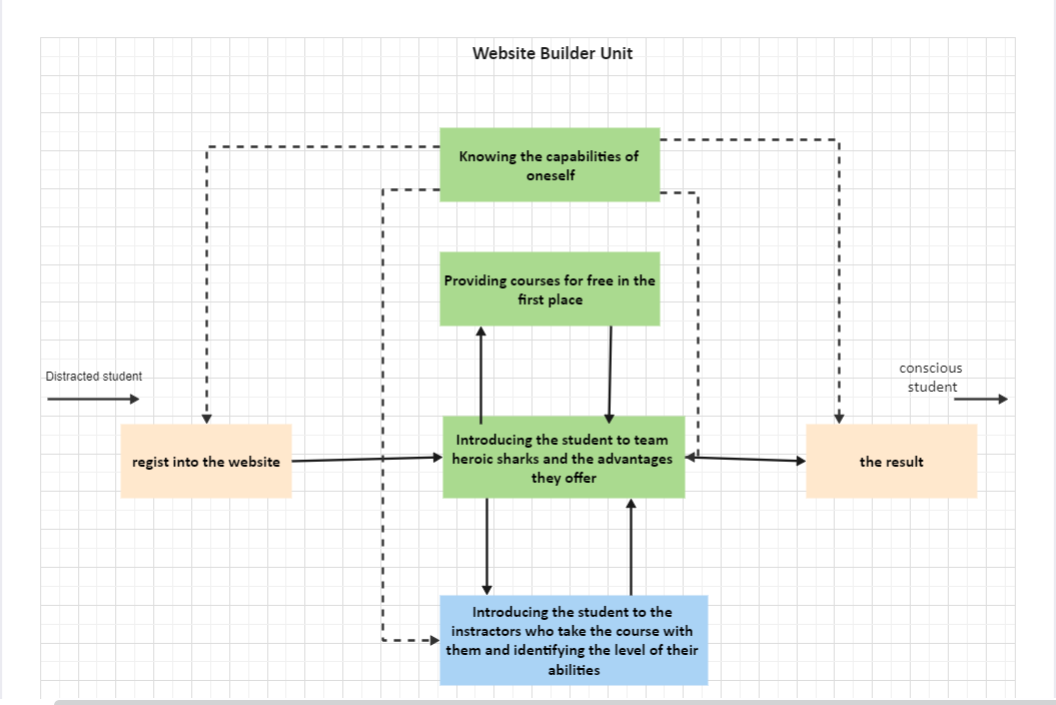 Website Builder Unit
Knowing the capabilities of
oneself
Providing courses for free in the
first place
Distracted student
conscious
student
regist into the website
Introducing the student to team
heroic sharks and the advantages
they offer
the result
Introducing the student to the
instractors who take the course with
them and identifying the level of their
abilities